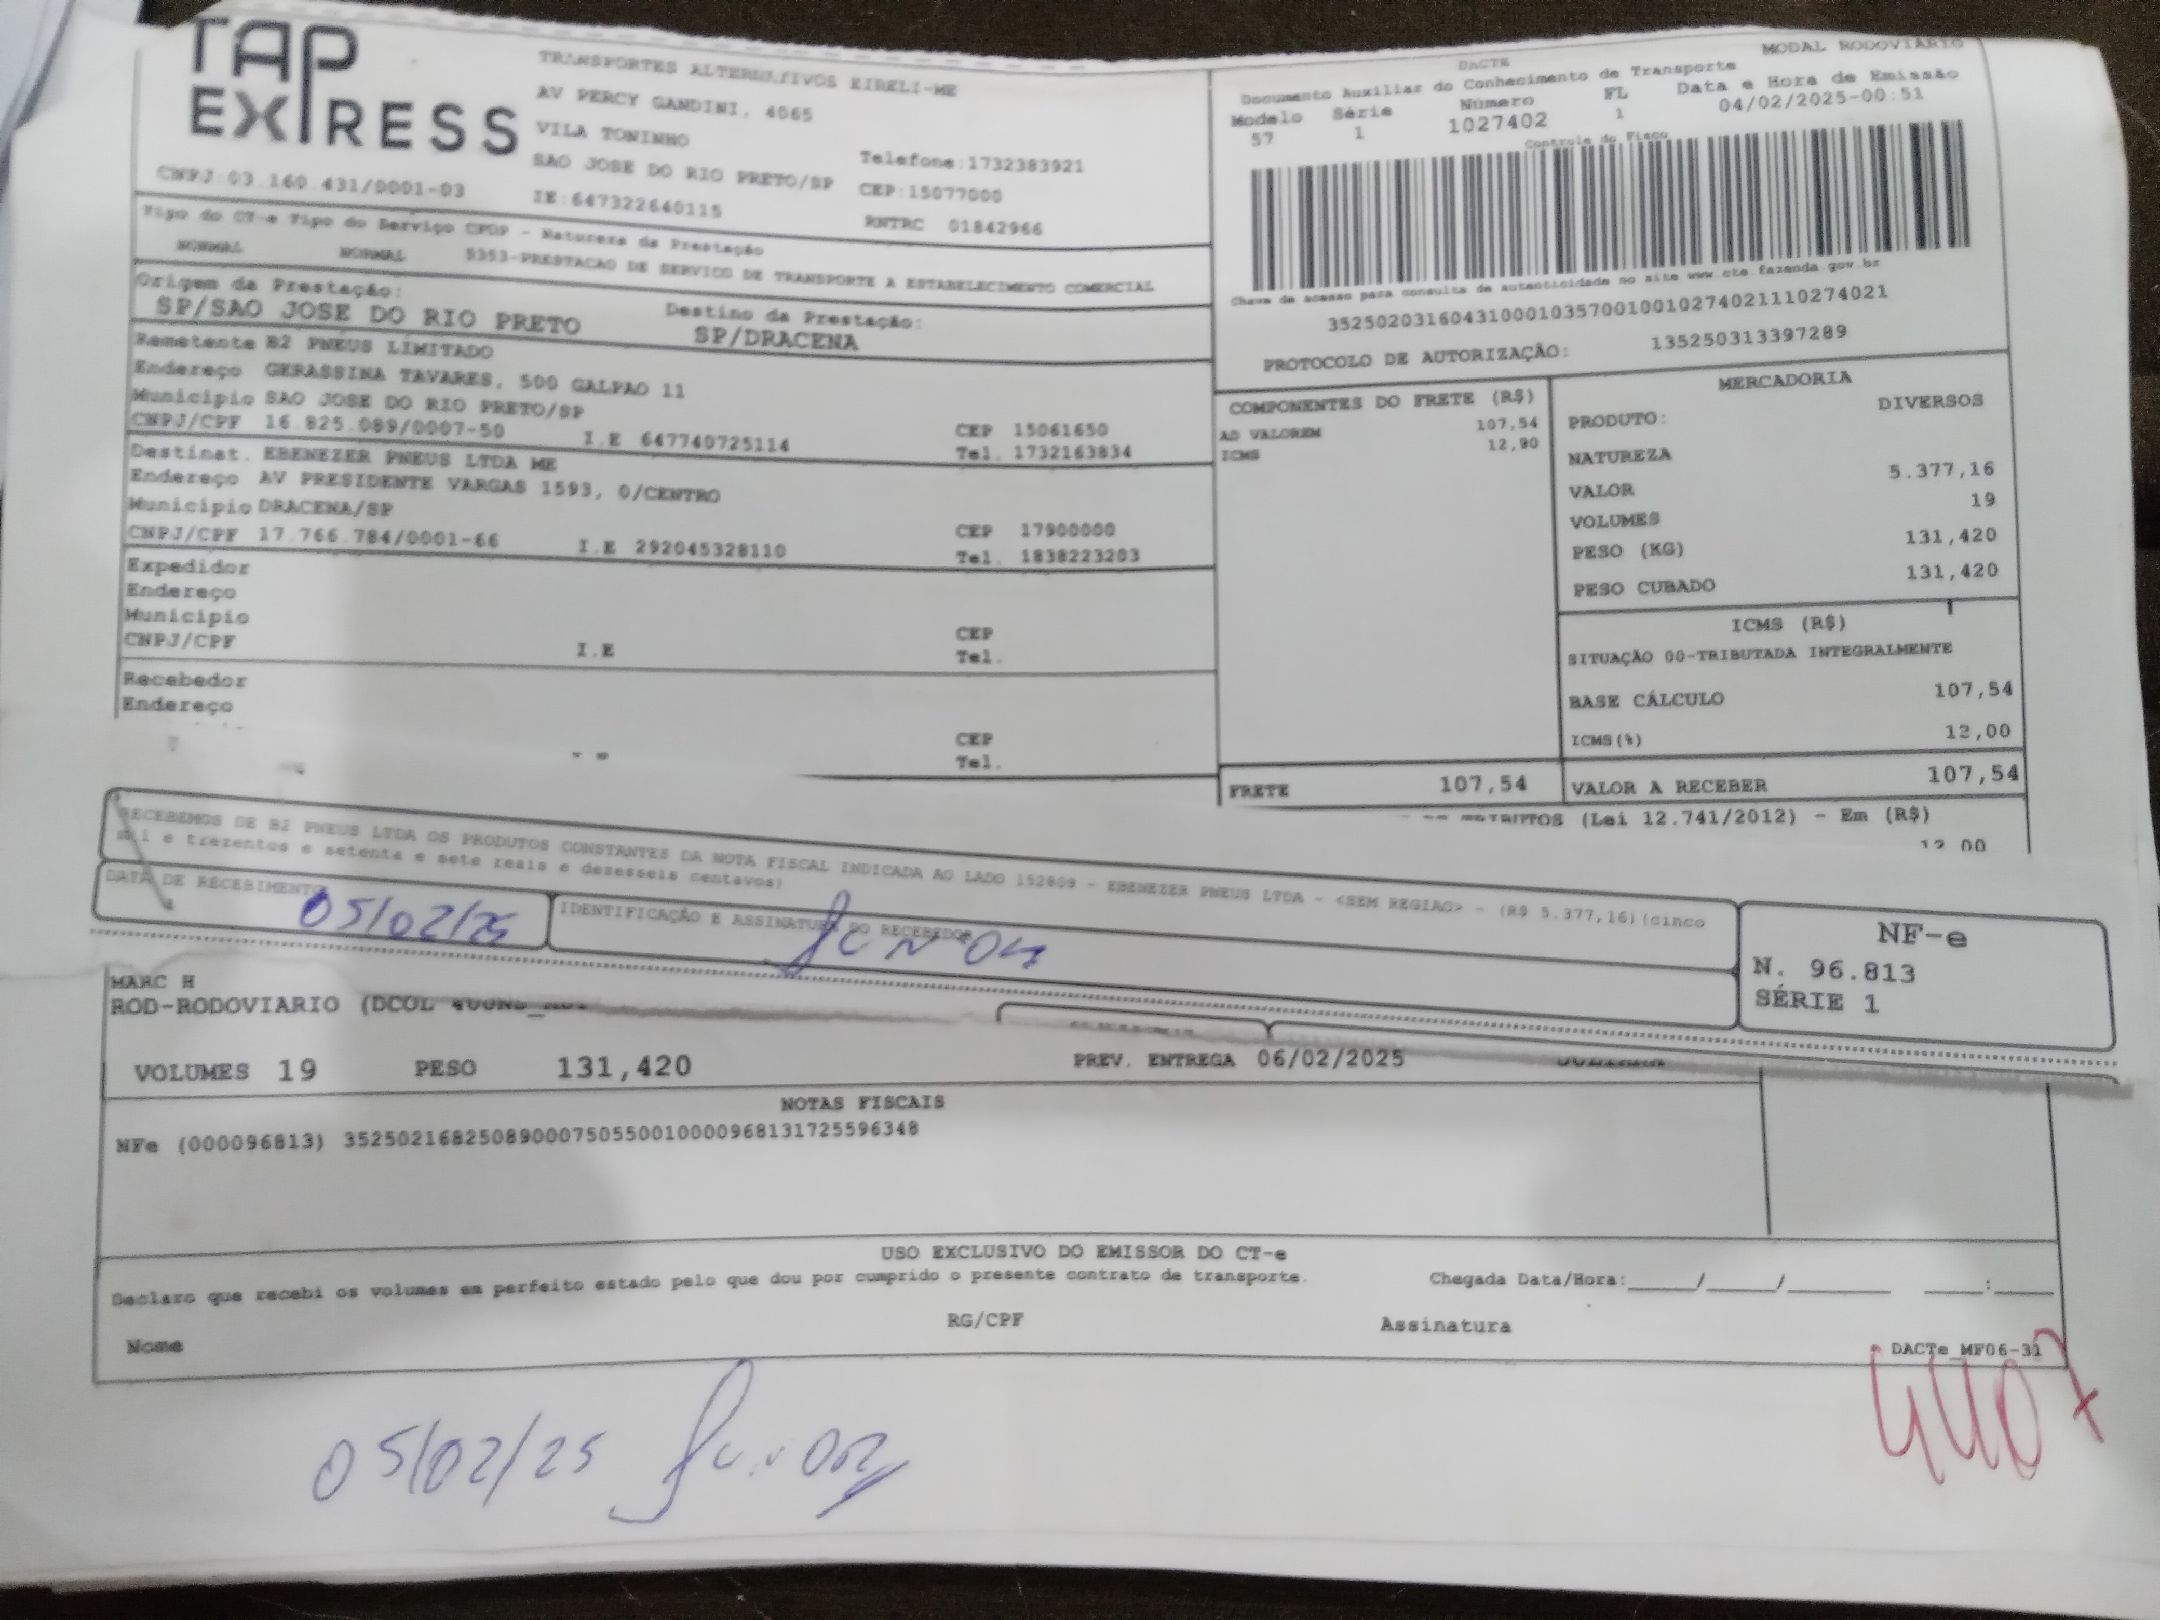 TAP
EXPRESS
TRANSPORTES ALTERNATIVOS EIRELI-ME
AV PERCY GANDINI, 4065
VILA TONINHO
SAO JOSE DO RIO PRETO/SP
IE:647322640115
Telefone:1732383921
CEP:15077000
RNTRC 01842966
CNPJ:03.160.431/0001-03
Tipo do CT-e Tipo do Serviço CFOP - Natureza da Prestação
NORMAL NORMAL 5353-PRESTACAO DE SERVICO DE TRANSPORTE A ESTABELECIMENTO COMERCIAL
Origem da Prestação:
SP/SAO JOSE DO RIO PRETO
Destino da Prestação:
SP/DRACENA
DACTE
MODAL RODOVIÁRIO
Documento Auxiliar do Conhecimento de Transporte
Modelo Série Número FL Data e Hora de Emissão
57 1 1027402 1 04/02/2025-00:51
Controle do Fisco
Chave de acesso para consulta de autenticidade no site www.cte.fazenda.gov.br
35250203160431000103570010010274021110274021
PROTOCOLO DE AUTORIZAÇÃO: 135250313397289
Remetente B2 PNEUS LIMITADO
Endereço GERASSINA TAVARES, 500 GALPAO 11
Municipio SAO JOSE DO RIO PRETO/SP CEP 15061650
CNPJ/CPF 16.825.089/0007-50 I.E 647740725114 Tel. 1732163834
Destinat. EBENEZER PNEUS LTDA ME
Endereço AV PRESIDENTE VARGAS 1593, 0/CENTRO
Municipio DRACENA/SP CEP 17900000
CNPJ/CPF 17.766.784/0001-66 I.E 292045328110 Tel. 1838223203
Expedidor
Endereço
Municipio CEP
CNPJ/CPF I.E Tel.
Recebedor
Endereço
CEP
Tel.
COMPONENTES DO FRETE (R$)
AD VALOREM 107,54
ICMS 12,90
FRETE 107,54
MERCADORIA
PRODUTO: DIVERSOS
NATUREZA
VALOR 5.377,16
VOLUMES 19
PESO (KG) 131,420
PESO CUBADO 131,420
ICMS (R$)
SITUAÇÃO 00-TRIBUTADA INTEGRALMENTE
BASE CÁLCULO 107,54
ICMS(%) 12,00
VALOR A RECEBER 107,54
(Lei 12.741/2012) - Em (R$)
12,00
RECEBEMOS DE B2 PNEUS LTDA OS PRODUTOS CONSTANTES DA NOTA FISCAL INDICADA AO LADO 152809 - EBENEZER PNEUS LTDA - <SEM REGIAO> - (R$ 5.377,16)(cinco
mil e trezentos e setenta e sete reais e dezesseis centavos)
DATA DE RECEBIMENTO
05/02/25
IDENTIFICAÇÃO E ASSINATURA DO RECEBEDOR
NF-e
N. 96.813
SÉRIE 1
MARC H
ROD-RODOVIARIO (DCOL
VOLUMES 19 PESO 131,420 PREV. ENTREGA 06/02/2025
NOTAS FISCAIS
NFe (000096813) 35250216825089000750550010000968131725596348
USO EXCLUSIVO DO EMISSOR DO CT-e
Declaro que recebi os volumes em perfeito estado pelo que dou por cumprido o presente contrato de transporte. Chegada Data/Hora:_____/_____/________ ____:____
Nome RG/CPF Assinatura
DACTe_MF06-31
05/02/25
4407